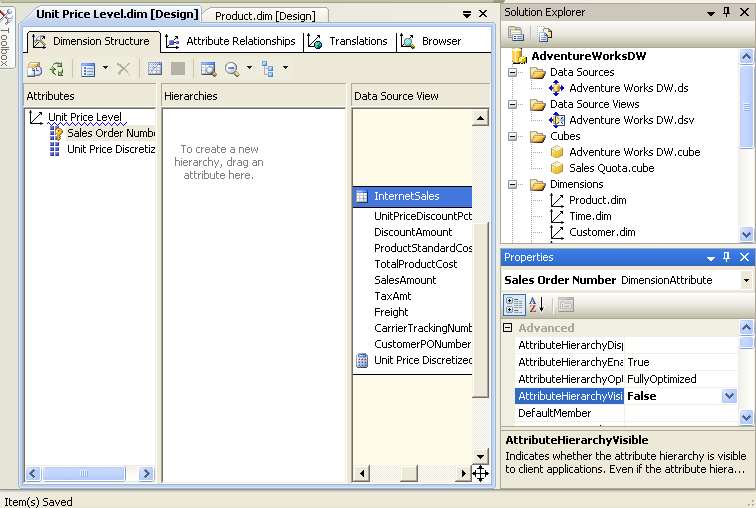 Toolbox
Unit Price Level.dim [Design]
Product.dim [Design]
Dimension Structure
Attribute Relationships
Translations
Browser
Attributes
Unit Price Level
Sales Order Numb
Unit Price Discretiz
Hierarchies
To create a new
hierarchy, drag an
attribute here.
Data Source View
InternetSales
UnitPriceDiscountPct
DiscountAmount
ProductStandardCos
TotalProductCost
SalesAmount
TaxAmt
Freight
CarrierTrackingNumb
CustomerPONumber
Unit Price Discretized
Solution Explorer
AdventureWorksDW
Data Sources
Adventure Works DW.ds
Data Source Views
Adventure Works DW.dsv
Cubes
Adventure Works DW.cube
Sales Quota.cube
Dimensions
Product.dim
Time.dim
Customer.dim
Properties
Sales Order Number DimensionAttribute
Advanced
AttributeHierarchyDisp
AttributeHierarchyEna True
AttributeHierarchyOpt FullyOptimized
AttributeHierarchyVisi False
DefaultMember
AttributeHierarchyVisible
Indicates whether the attribute hierarchy is visible
to client applications. Even if the attribute hiera...
Item(s) Saved